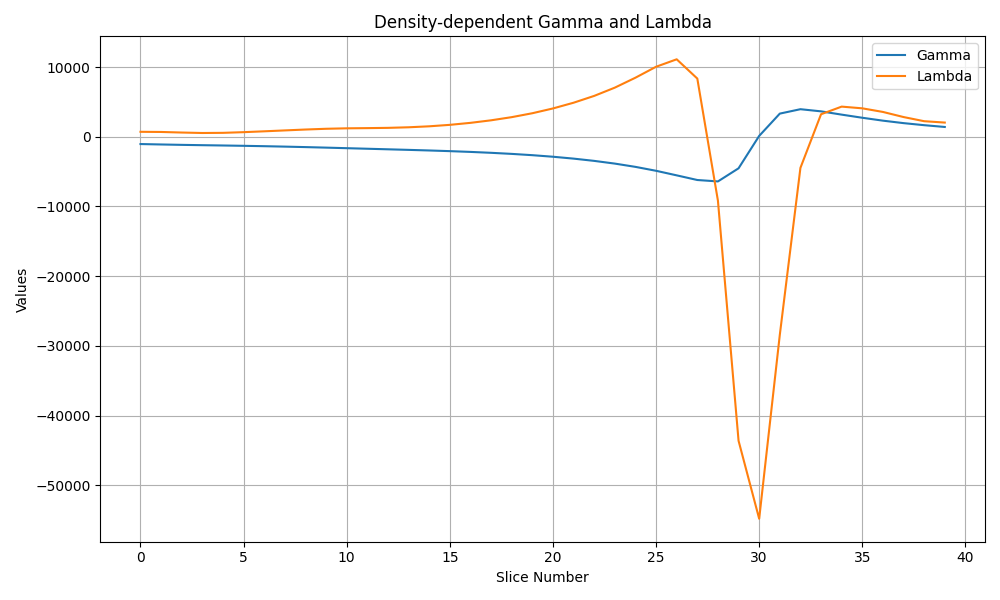 Density-dependent Gamma and Lambda
Gamma
Lambda
10000
0
−10000
−20000
−30000
−40000
−50000
Values
0 5 10 15 20 25 30 35 40
Slice Number